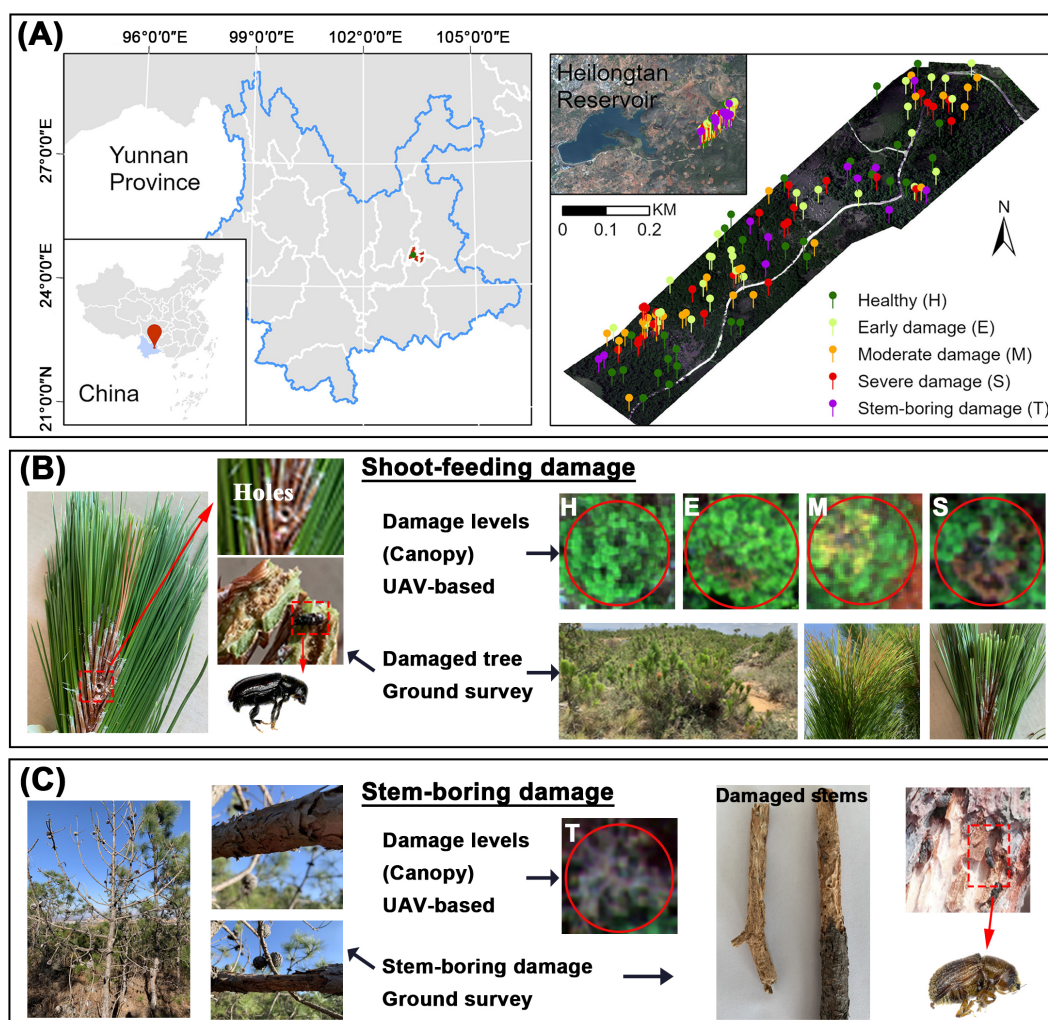 (A)
96°0′0″E 99°0′0″E 102°0′0″E 105°0′0″E
27°0′0″N
24°0′0″N
21°0′0″N
Yunnan
Province
China
Heilongtan
Reservoir
KM
0 0.1 0.2
N
Healthy (H)
Early damage (E)
Moderate damage (M)
Severe damage (S)
Stem-boring damage (T)
(B)
Shoot-feeding damage
Holes
Damage levels
(Canopy)
UAV-based
H E M S
Damaged tree
Ground survey
(C)
Stem-boring damage
Damage levels
(Canopy)
UAV-based
T
Damaged stems
Stem-boring damage
Ground survey